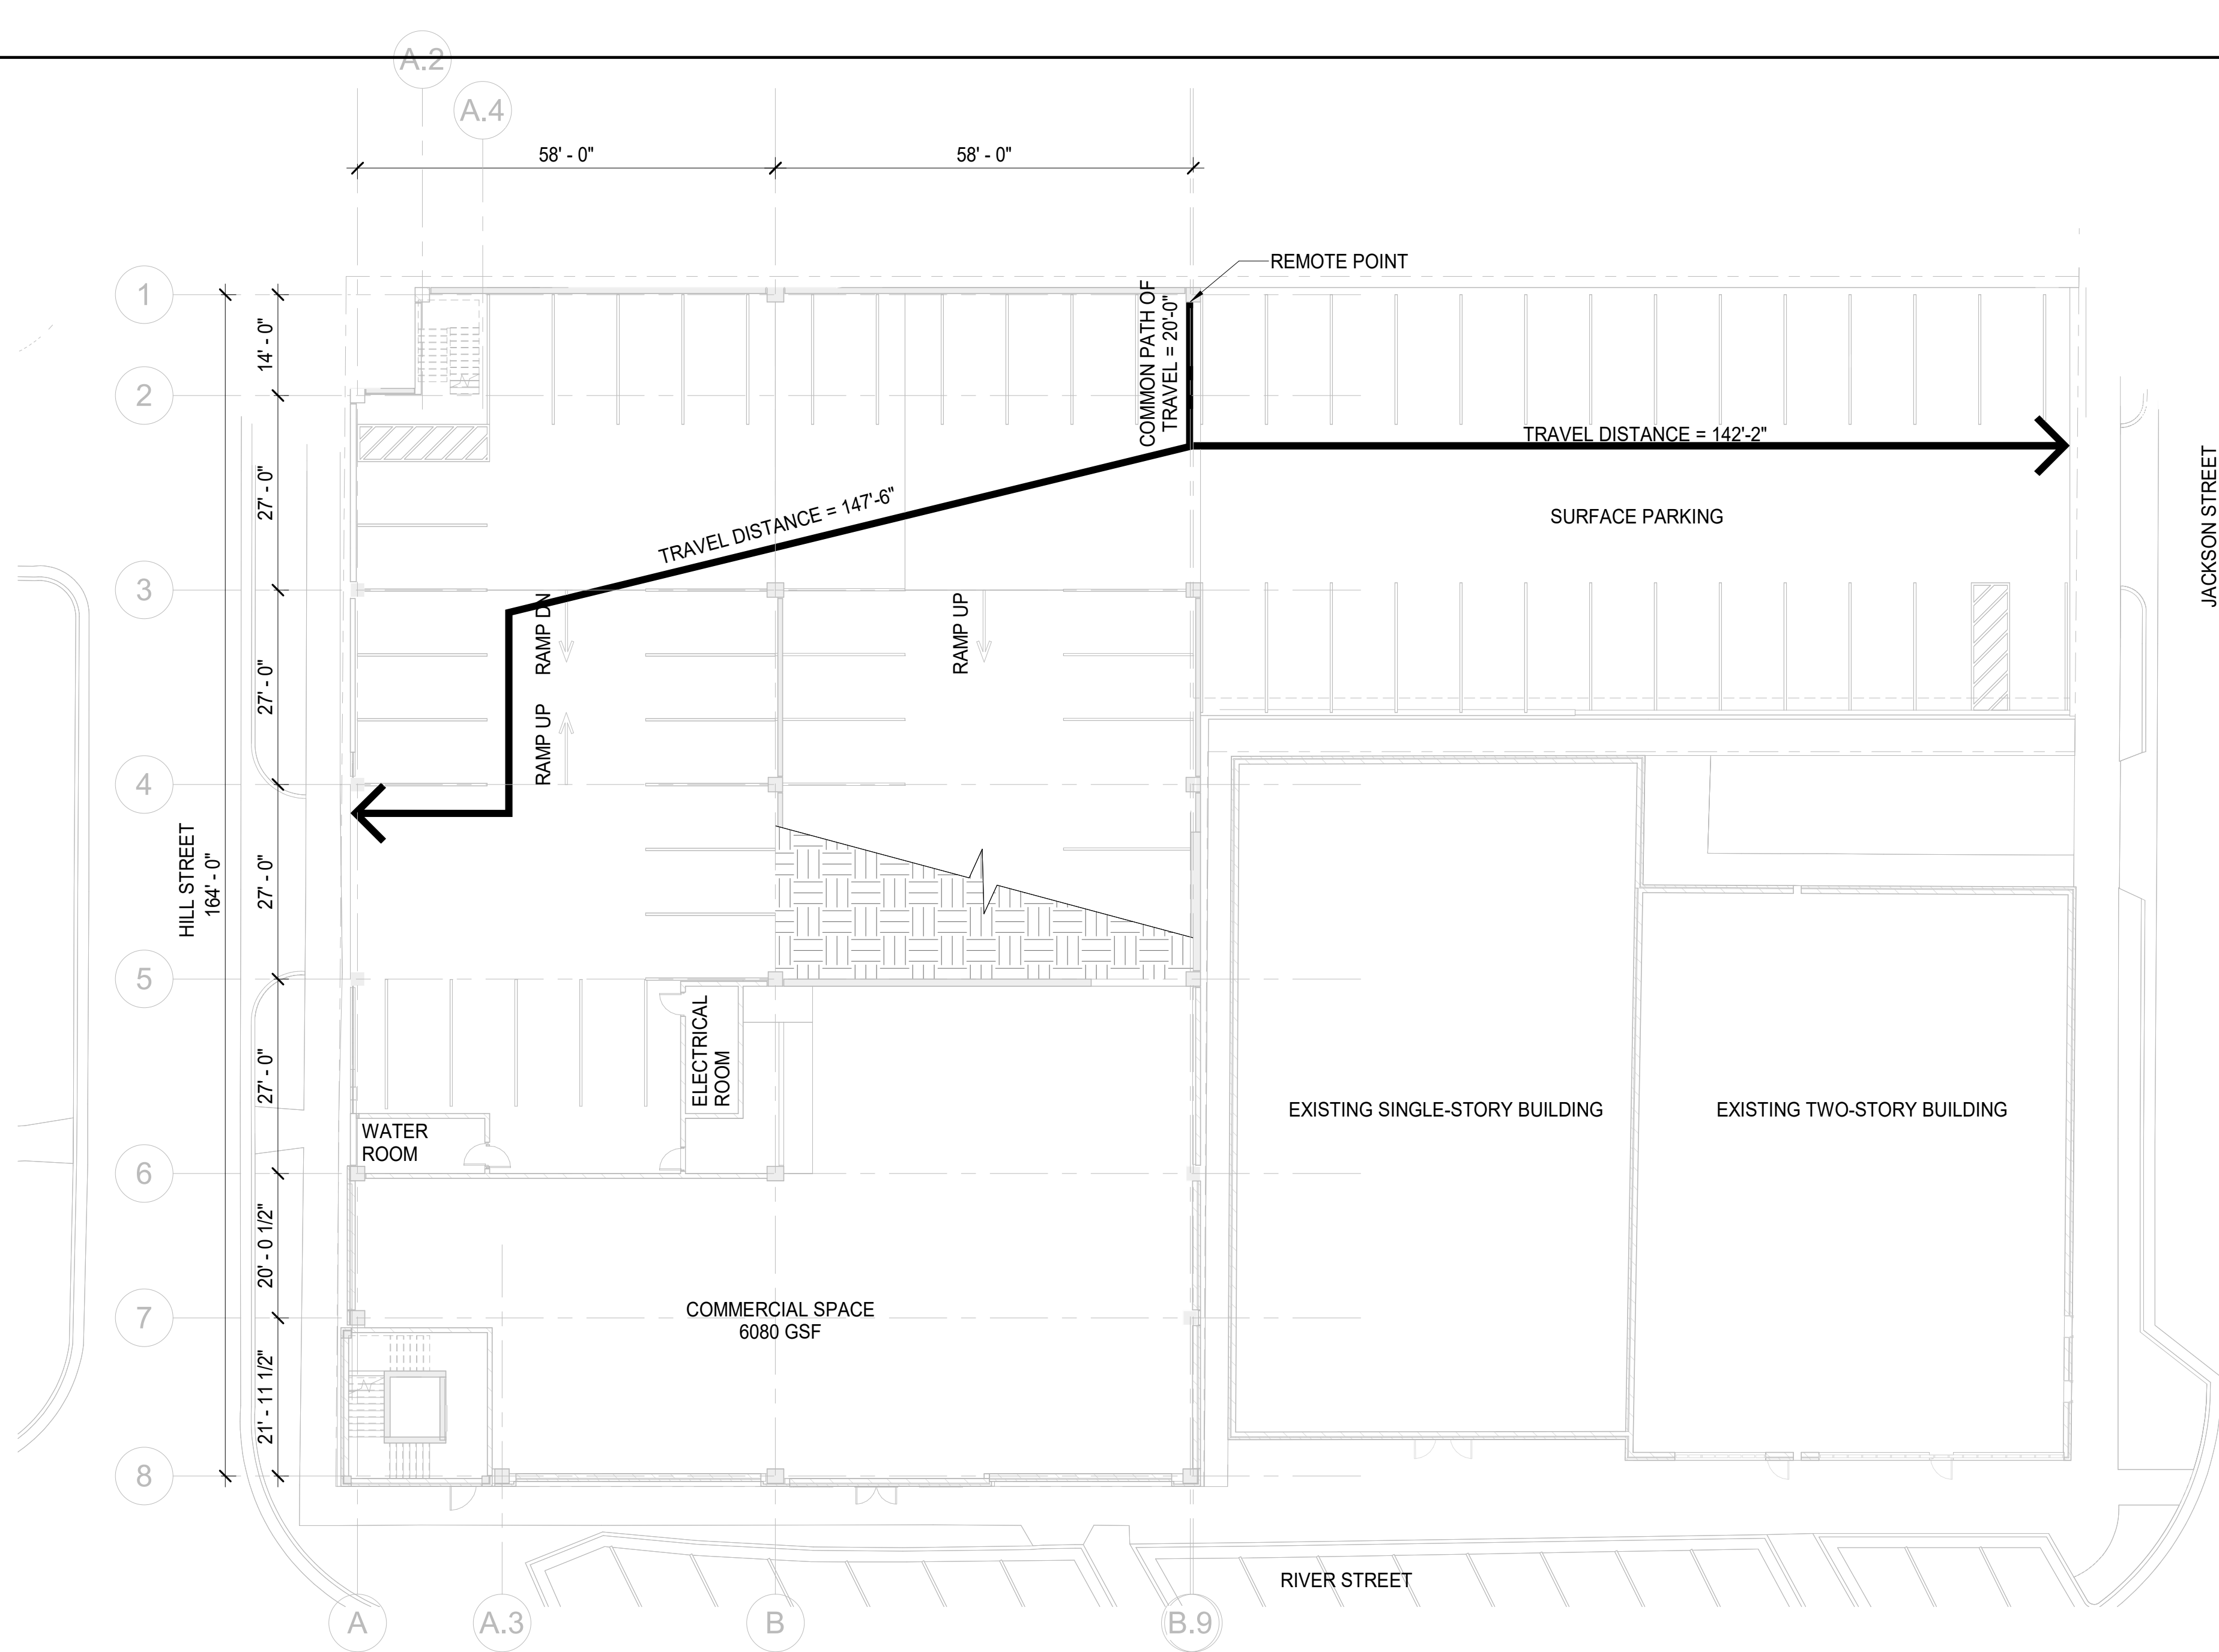 A.2
A.4
58' - 0"
58' - 0"
REMOTE POINT
1
14' - 0"
COMMON PATH OF
TRAVEL = 20'-0"
2
TRAVEL DISTANCE = 142'-2"
27' - 0"
TRAVEL DISTANCE = 147'-6"
SURFACE PARKING
JACKSON STREET
3
RAMP DN
RAMP UP
27' - 0"
RAMP UP
4
HILL STREET
164' - 0"
27' - 0"
5
ELECTRICAL
ROOM
27' - 0"
EXISTING SINGLE-STORY BUILDING
EXISTING TWO-STORY BUILDING
WATER
ROOM
6
20' - 0 1/2"
COMMERCIAL SPACE
6080 GSF
7
21' - 11 1/2"
8
RIVER STREET
A
A.3
B
B.9